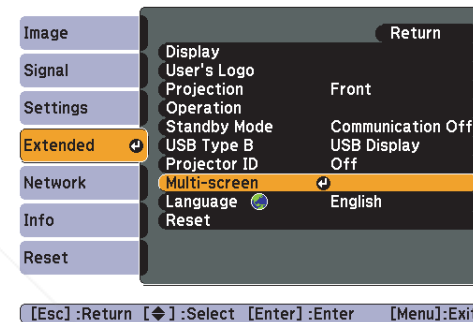 Return
Image
Signal
Settings
Extended
Network
Info
Reset
Display
User's Logo
Projection Front
Operation
Standby Mode Communication Off
USB Type B USB Display
Projector ID Off
Multi-screen
Language English
Reset
[Esc] :Return [◆] :Select [Enter] :Enter [Menu]:Exit